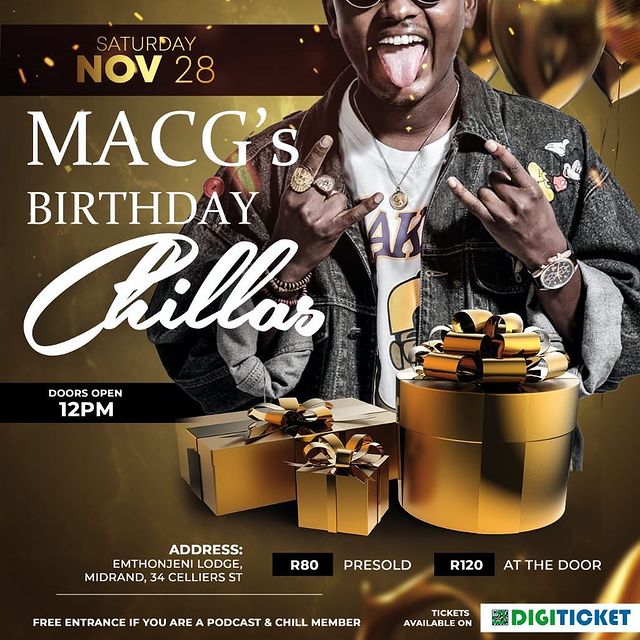 SATURDAY
NOV 28
MACG's
BIRTHDAY
Chillas
AK
DOORS OPEN
12PM
ADDRESS:
EMTHONJENI LODGE,
MIDRAND, 34 CELLIERS ST
R80 PRESOLD R120 AT THE DOOR
FREE ENTRANCE IF YOU ARE A PODCAST & CHILL MEMBER
TICKETS
AVAILABLE ON
DIGITICKET